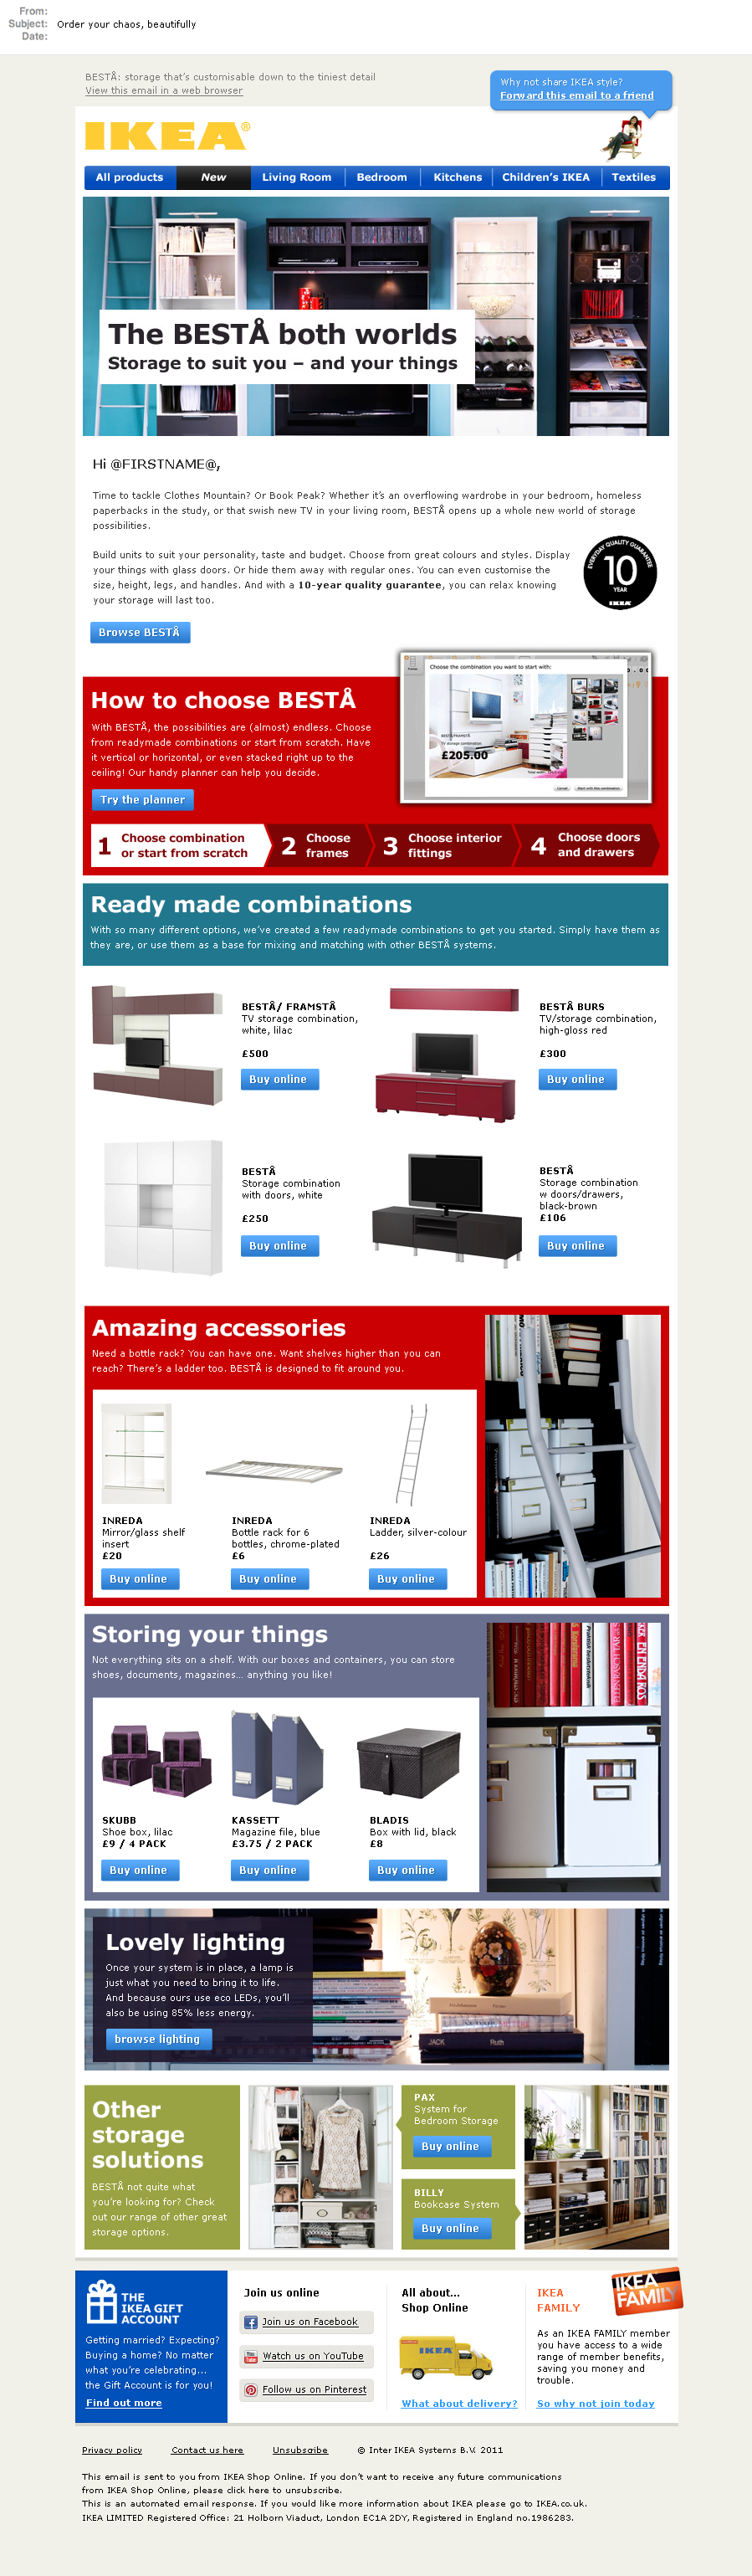 From:
Subject: Order your chaos, beautifully
Date:
BESTÅ: storage that's customisable down to the tiniest detail
View this email in a web browser
Why not share IKEA style?
Forward this email to a friend
IKEA®
All products New Living Room Bedroom Kitchens Children's IKEA Textiles
The BESTÅ both worlds
Storage to suit you – and your things
Hi @FIRSTNAME@,
Time to tackle Clothes Mountain? Or Book Peak? Whether it's an overflowing wardrobe in your bedroom, homeless
paperbacks in the study, or that swish new TV in your living room, BESTÅ opens up a whole new world of storage
possibilities.
Build units to suit your personality, taste and budget. Choose from great colours and styles. Display
your things with glass doors. Or hide them away with regular ones. You can even customise the
size, height, legs, and handles. And with a 10-year quality guarantee, you can relax knowing
your storage will last too.
EVERYDAY QUALITY GUARANTEE
10
YEAR
IKEA
Browse BESTÅ
How to choose BESTÅ
With BESTÅ, the possibilities are (almost) endless. Choose
from readymade combinations or start from scratch. Have
it vertical or horizontal, or even stacked right up to the
ceiling! Our handy planner can help you decide.
Try the planner
Choose the combination you want to start with:
BESTÅ/FRAMSTÅ
TV storage combination
£205.00
Cancel
Start with this combination
1 Choose combination
or start from scratch
2 Choose
frames
3 Choose interior
fittings
4 Choose doors
and drawers
Ready made combinations
With so many different options, we've created a few readymade combinations to get you started. Simply have them as
they are, or use them as a base for mixing and matching with other BESTÅ systems.
BESTÅ/ FRAMSTÅ
TV storage combination,
white, lilac
£500
Buy online
BESTÅ BURS
TV/storage combination,
high-gloss red
£300
Buy online
BESTÅ
Storage combination
with doors, white
£250
Buy online
BESTÅ
Storage combination
w doors/drawers,
black-brown
£106
Buy online
Amazing accessories
Need a bottle rack? You can have one. Want shelves higher than you can
reach? There's a ladder too. BESTÅ is designed to fit around you.
INREDA
Mirror/glass shelf
insert
£20
Buy online
INREDA
Bottle rack for 6
bottles, chrome-plated
£6
Buy online
INREDA
Ladder, silver-colour
£26
Buy online
Storing your things
Not everything sits on a shelf. With our boxes and containers, you can store
shoes, documents, magazines... anything you like!
SKUBB
Shoe box, lilac
£9 / 4 PACK
Buy online
KASSETT
Magazine file, blue
£3.75 / 2 PACK
Buy online
BLADIS
Box with lid, black
£8
Buy online
Lovely lighting
Once your system is in place, a lamp is
just what you need to bring it to life.
And because ours use eco LEDs, you'll
also be using 85% less energy.
browse lighting
JACK
Ruth
Other
storage
solutions
BESTÅ not quite what
you're looking for? Check
out our range of other great
storage options.
PAX
System for
Bedroom Storage
Buy online
BILLY
Bookcase System
Buy online
THE
IKEA GIFT
ACCOUNT
Getting married? Expecting?
Buying a home? No matter
what you're celebrating...
the Gift Account is for you!
Find out more
Join us online
Join us on Facebook
Watch us on YouTube
Follow us on Pinterest
All about...
Shop Online
IKEA
What about delivery?
IKEA
FAMILY
IKEA
FAMILY
As an IKEA FAMILY member
you have access to a wide
range of member benefits,
saving you money and
trouble.
So why not join today
Privacy policy Contact us here Unsubscribe © Inter IKEA Systems B.V. 2011
This email is sent to you from IKEA Shop Online. If you don't want to receive any future communications
from IKEA Shop Online, please click here to unsubscribe.
This is an automated email response. If you would like more information about IKEA please go to IKEA.co.uk.
IKEA LIMITED Registered Office: 21 Holborn Viaduct, London EC1A 2DY, Registered in England no.1986283.